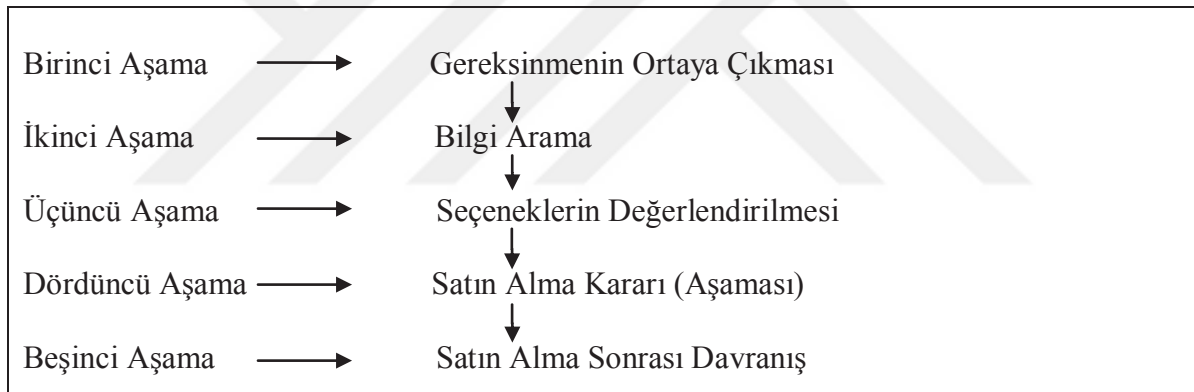 Birinci Aşama Gereksinmenin Ortaya Çıkması
İkinci Aşama Bilgi Arama
Üçüncü Aşama Seçeneklerin Değerlendirilmesi
Dördüncü Aşama Satın Alma Kararı (Aşaması)
Beşinci Aşama Satın Alma Sonrası Davranış